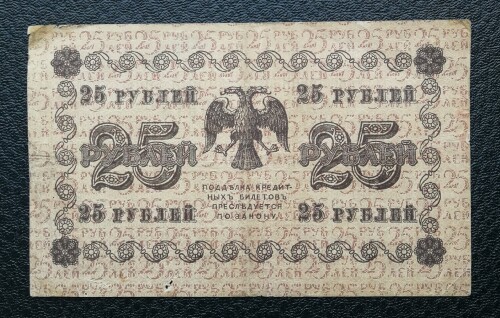 25 РУБЛЕЙ 25 РУБЛЕЙ
25 РУБЛЕЙ 25 РУБЛЕЙ
ПОДДѢЛКА КРЕДИТ-
НЫХЪ БИЛЕТОВЪ
ПРЕСЛѢДУЕТСЯ
ПО ЗАКОНУ.
25 РУБЛЕЙ 25 РУБЛЕЙ